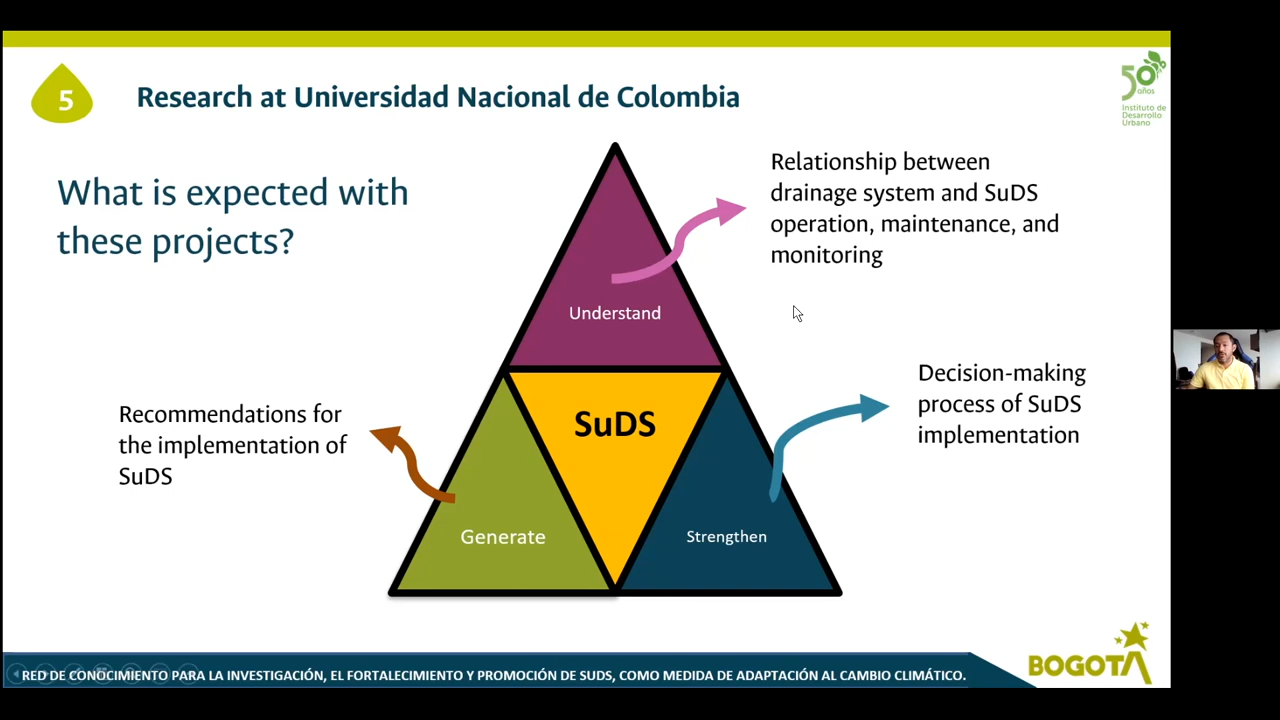 5
Research at Universidad Nacional de Colombia
50
años
Instituto de
Desarrollo
Urbano
What is expected with
these projects?
Relationship between
drainage system and SuDS
operation, maintenance, and
monitoring
Understand
Decision-making
process of SuDS
implementation
SuDS
Recommendations for
the implementation of
SuDS
Generate
Strengthen
BOGOTA
RED DE CONOCIMIENTO PARA LA INVESTIGACIÓN, EL FORTALECIMIENTO Y PROMOCIÓN DE SUDS, COMO MEDIDA DE ADAPTACIÓN AL CAMBIO CLIMÁTICO.